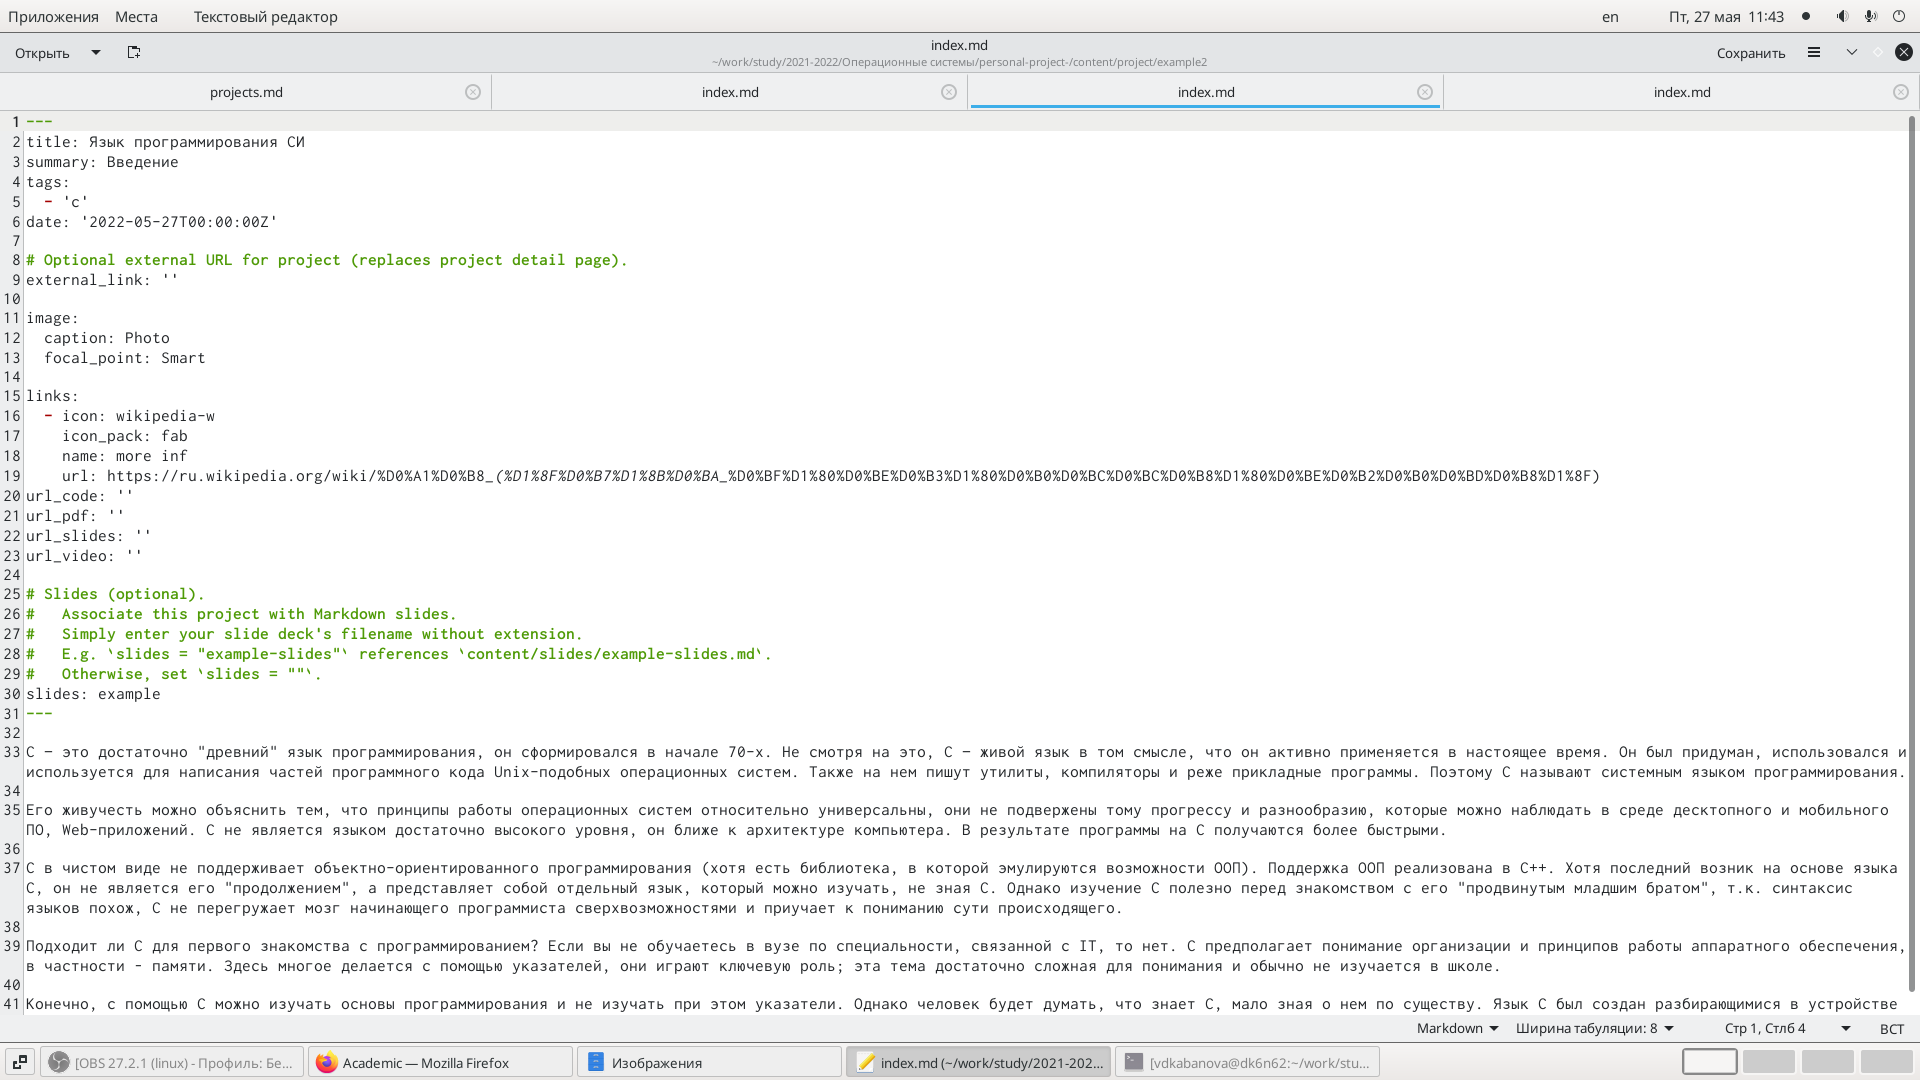 Приложения Места Текстовый редактор en Пт, 27 мая 11:43
Открыть index.md Сохранить
~/work/study/2021-2022/Операционные системы/personal-project-/content/project/example2
projects.md index.md index.md index.md
1 ---
2 title: Язык программирования СИ
3 summary: Введение
4 tags:
5 - 'c'
6 date: '2022-05-27T00:00:00Z'
7
8 # Optional external URL for project (replaces project detail page).
9 external_link: ''
10
11 image:
12 caption: Photo
13 focal_point: Smart
14
15 links:
16 - icon: wikipedia-w
17 icon_pack: fab
18 name: more inf
19 url: https://ru.wikipedia.org/wiki/%D0%A1%D0%B8_(%D1%8F%D0%B7%D1%8B%D0%BA_%D0%BF%D1%80%D0%BE%D0%B3%D1%80%D0%B0%D0%BC%D0%BC%D0%B8%D1%80%D0%BE%D0%B2%D0%B0%D0%BD%D0%B8%D1%8F)
20 url_code: ''
21 url_pdf: ''
22 url_slides: ''
23 url_video: ''
24
25 # Slides (optional).
26 #   Associate this project with Markdown slides.
27 #   Simply enter your slide deck's filename without extension.
28 #   E.g. `slides = "example-slides"` references `content/slides/example-slides.md`.
29 #   Otherwise, set `slides = ""`.
30 slides: example
31 ---
32
33 С – это достаточно "древний" язык программирования, он сформировался в начале 70-х. Не смотря на это, С – живой язык в том смысле, что он активно применяется в настоящее время. Он был придуман, использовался и
используется для написания частей программного кода Unix-подобных операционных систем. Также на нем пишут утилиты, компиляторы и реже прикладные программы. Поэтому С называют системным языком программирования.
34
35 Его живучесть можно объяснить тем, что принципы работы операционных систем относительно универсальны, они не подвержены тому прогрессу и разнообразию, которые можно наблюдать в среде десктопного и мобильного
ПО, Web-приложений. С не является языком достаточно высокого уровня, он ближе к архитектуре компьютера. В результате программы на С получаются более быстрыми.
36
37 С в чистом виде не поддерживает объектно-ориентированного программирования (хотя есть библиотека, в которой эмулируются возможности ООП). Поддержка ООП реализована в С++. Хотя последний возник на основе языка
С, он не является его "продолжением", а представляет собой отдельный язык, который можно изучать, не зная С. Однако изучение С полезно перед знакомством с его "продвинутым младшим братом", т.к. синтаксис
языков похож, С не перегружает мозг начинающего программиста сверхвозможностями и приучает к пониманию сути происходящего.
38
39 Подходит ли С для первого знакомства с программированием? Если вы не обучаетесь в вузе по специальности, связанной с IT, то нет. С предполагает понимание организации и принципов работы аппаратного обеспечения,
в частности - памяти. Здесь многое делается с помощью указателей, они играют ключевую роль; эта тема достаточно сложная для понимания и обычно не изучается в школе.
40
41 Конечно, с помощью С можно изучать основы программирования и не изучать при этом указатели. Однако человек будет думать, что знает С, мало зная о нем по существу. Язык С был создан разбирающимися в устройстве
Markdown Ширина табуляции: 8 Стр 1, Стлб 4 ВСТ
[OBS 27.2.1 (linux) - Профиль: Бе... Academic — Mozilla Firefox Изображения index.md (~/work/study/2021-202... [vdkabanova@dk6n62:~/work/stu...